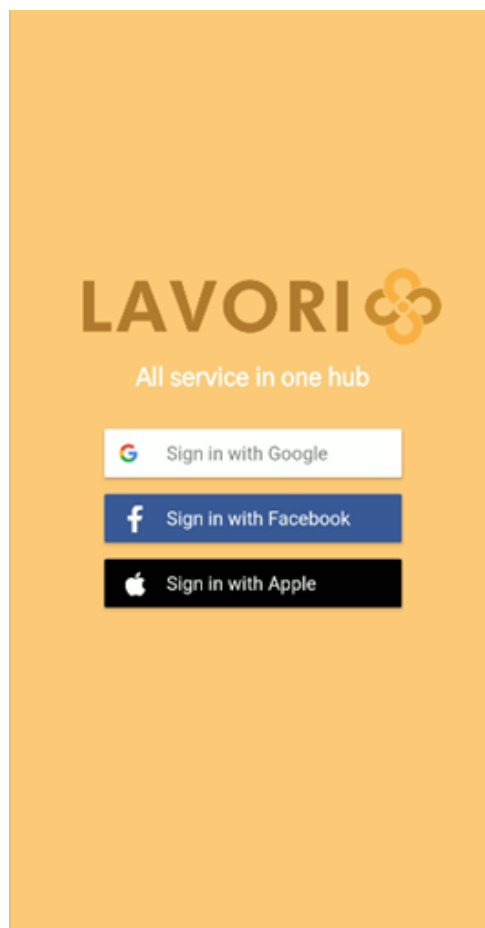 LAVORI
All service in one hub
Sign in with Google
Sign in with Facebook
Sign in with Apple